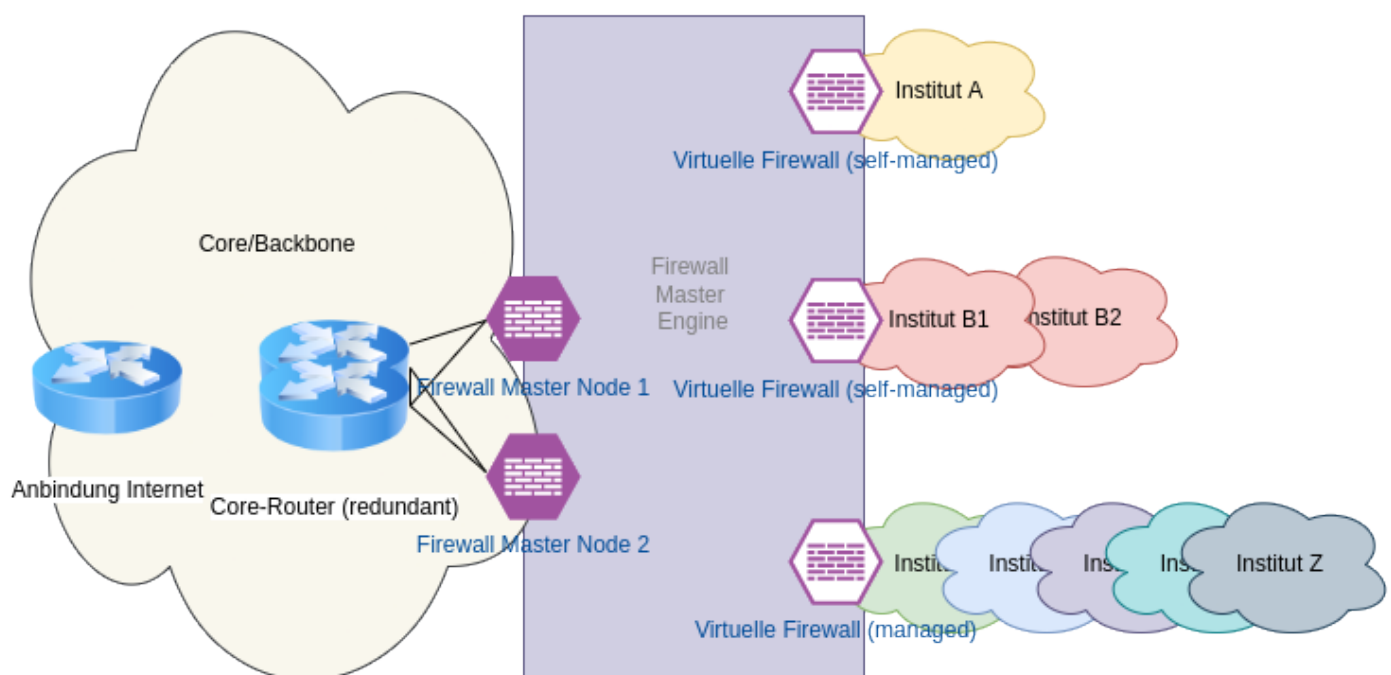 Institut A
Virtuelle Firewall (self-managed)
Core/Backbone
Firewall
Master
Engine
Institut B1
nstitut B2
Firewall Master Node 1
Virtuelle Firewall (self-managed)
Anbindung Internet
Core-Router (redundant)
Firewall Master Node 2
Institut Z
Virtuelle Firewall (managed)